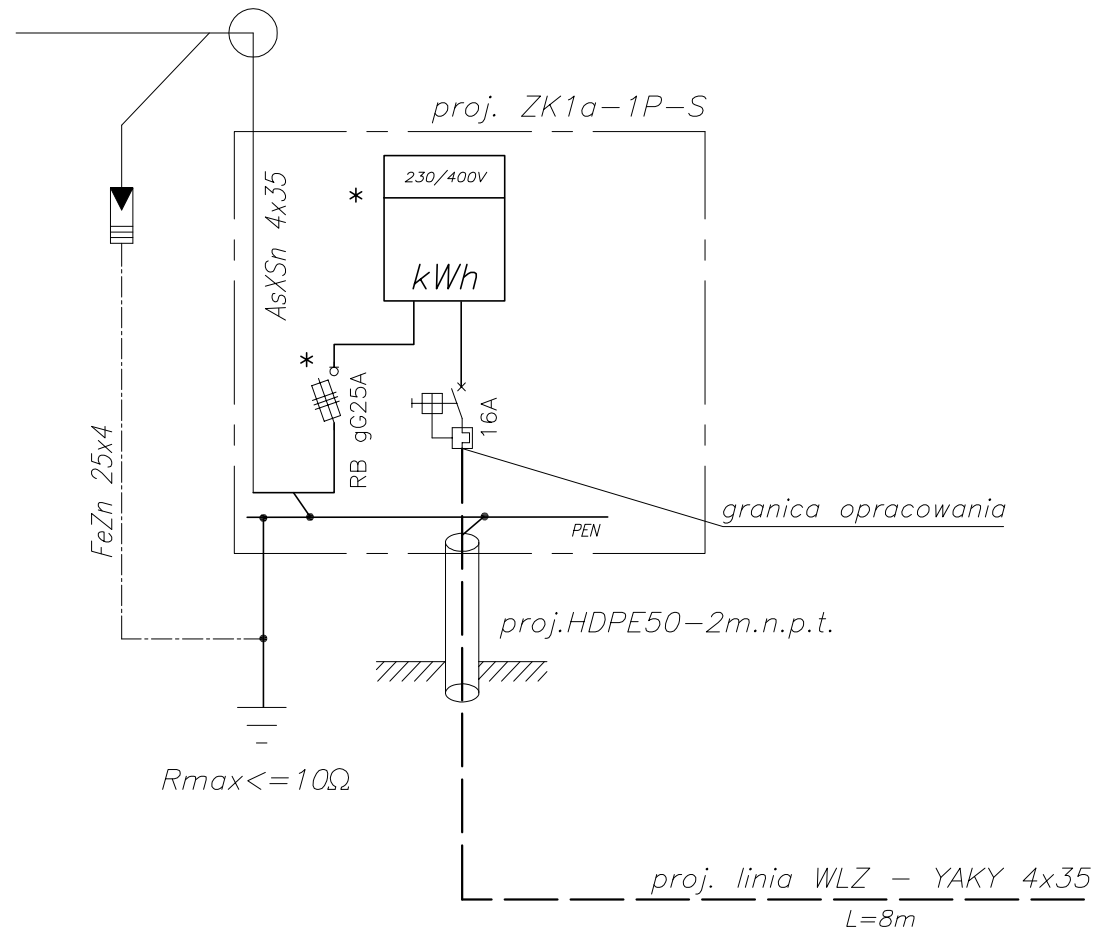 proj. ZK1a-1P-S
230/400V
*
AsXSn 4x35
kWh
*
RB gG25A
16A
FeZn 25x4
granica opracowania
PEN
proj.HDPE50-2m.n.p.t.
Rmax<=10Ω
proj. linia WLZ - YAKY 4x35
L=8m